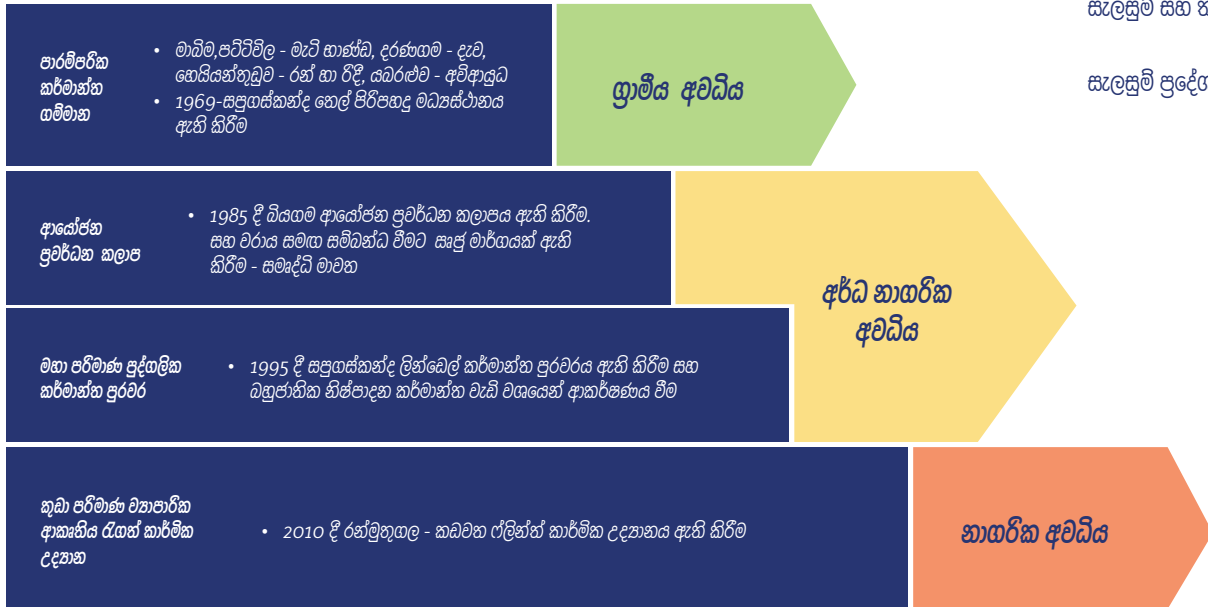 සැලසුම් සහ
සැලසුම්
පාරම්පරික
කර්මාන්ත
ගම්මාන
• මාබිම,පට්ටිවිල - මැටි භාණ්ඩ, දරණගම - දැව,
හෙයියන්තුඩුව - රන් හා රිදී, යබරළුව - අවිආයුධ
• 1969-සපුගස්කන්ද තෙල් පිරිපහදු මධ්‍යස්ථානය
ඇති කිරීම
ග්‍රාමීය අවධිය
ආයෝජන
ප්‍රවර්ධන කලාප
• 1985 දී බියගම ආයෝජන ප්‍රවර්ධන කලාපය ඇති කිරීම.
සහ වරාය සමඟ සම්බන්ධ වීමට සෘජු මාර්ගයක් ඇති
කිරීම - සමෘද්ධි මාවත
අර්ධ නාගරික
අවධිය
මහා පරිමාණ පුද්ගලික
කර්මාන්ත පුරවර
• 1995 දී සපුගස්කන්ද ලින්ඩෙල් කර්මාන්ත පුරවරය ඇති කිරීම සහ
බහුජාතික නිෂ්පාදන කර්මාන්ත වැඩි වශයෙන් ආකර්ෂණය වීම
කුඩා පරිමාණ ව්‍යාපාරික
ආකෘතිය රැගත් කාර්මික
උද්‍යාන
• 2010 දී රන්මුතුගල - කඩවත ෆ්ලින්ත් කාර්මික උද්‍යානය ඇති කිරීම
නාගරික අවධිය